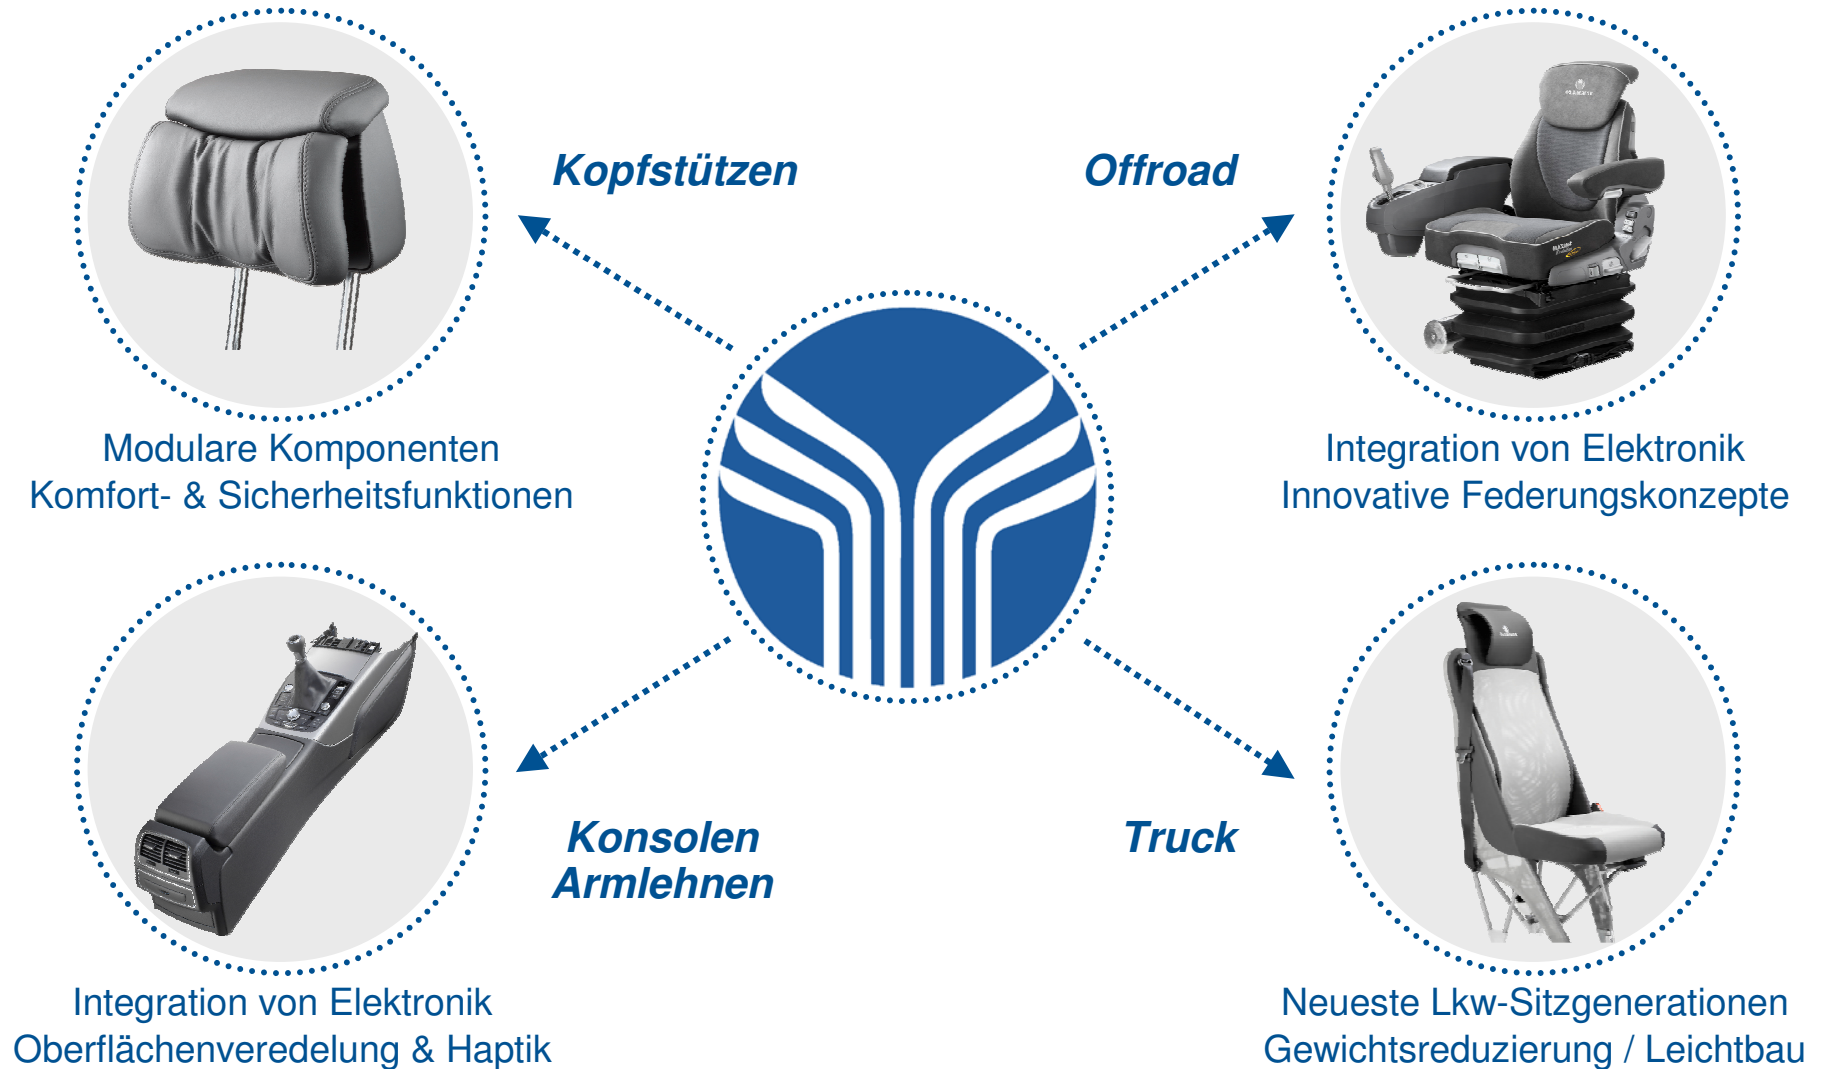 Kopfstützen
Offroad
Modulare Komponenten
Komfort- & Sicherheitsfunktionen
Integration von Elektronik
Innovative Federungskonzepte
Konsolen
Armlehnen
Truck
Integration von Elektronik
Oberflächenveredelung & Haptik
Neueste Lkw-Sitzgenerationen
Gewichtsreduzierung / Leichtbau